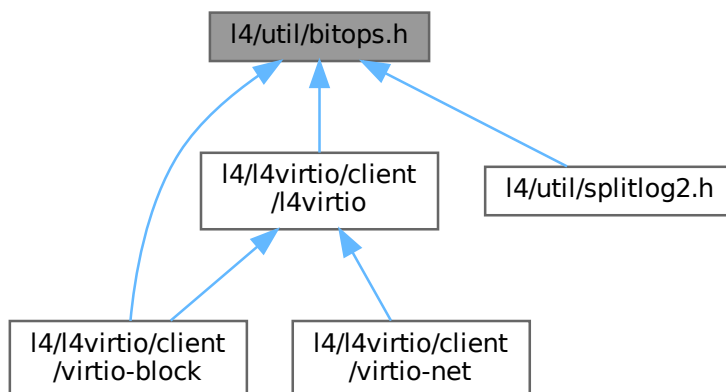 l4/util/bitops.h
l4/l4virtio/client
/l4virtio
l4/util/splitlog2.h
l4/l4virtio/client
/virtio-block
l4/l4virtio/client
/virtio-net